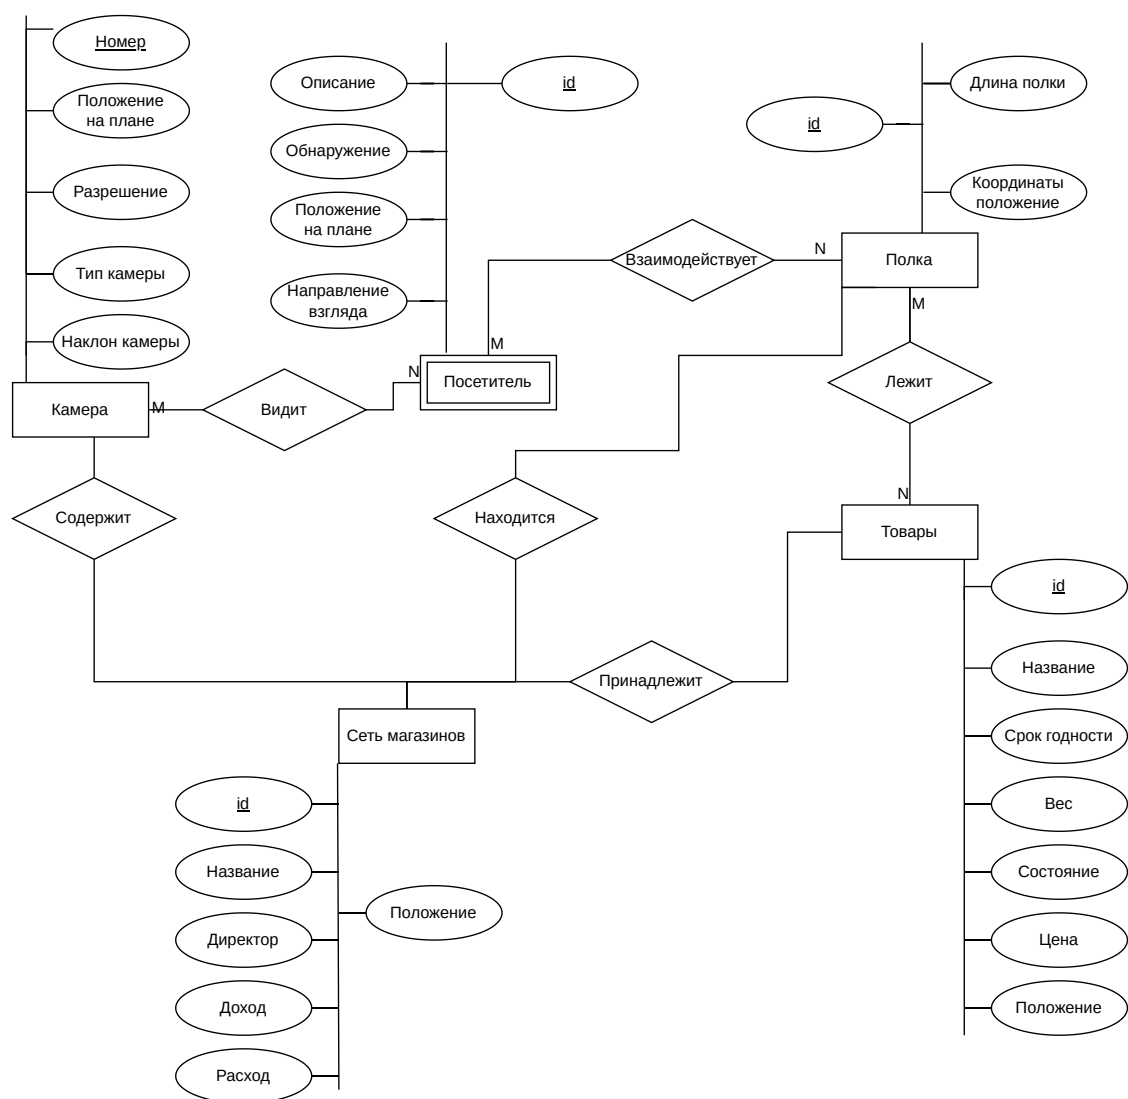 Номер
Положение
на плане
Разрешение
Тип камеры
Наклон камеры
Камера
M
Видит
N
Содержит
Описание
id
Обнаружение
Положение
на плане
Направление
взгляда
M
Посетитель
Взаимодействует
N
Длина полки
id
Координаты
положение
Полка
M
Лежит
N
Находится
Товары
id
Название
Срок годности
Вес
Состояние
Цена
Положение
Принадлежит
Сеть магазинов
id
Название
Положение
Директор
Доход
Расход